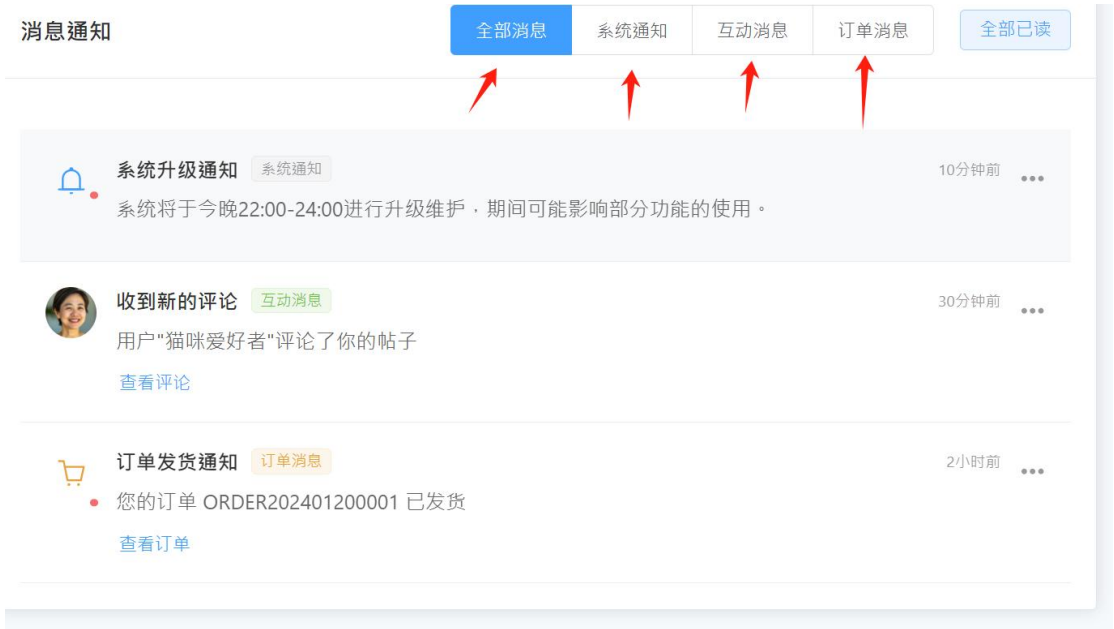 消息通知
全部消息 系统通知 互动消息 订单消息 全部已读
系统升级通知 系统通知 10分钟前
系统将于今晚22:00-24:00进行升级维护，期间可能影响部分功能的使用。
收到新的评论 互动消息 30分钟前
用户"猫咪爱好者"评论了你的帖子
查看评论
订单发货通知 订单消息 2小时前
您的订单 ORDER202401200001 已发货
查看订单